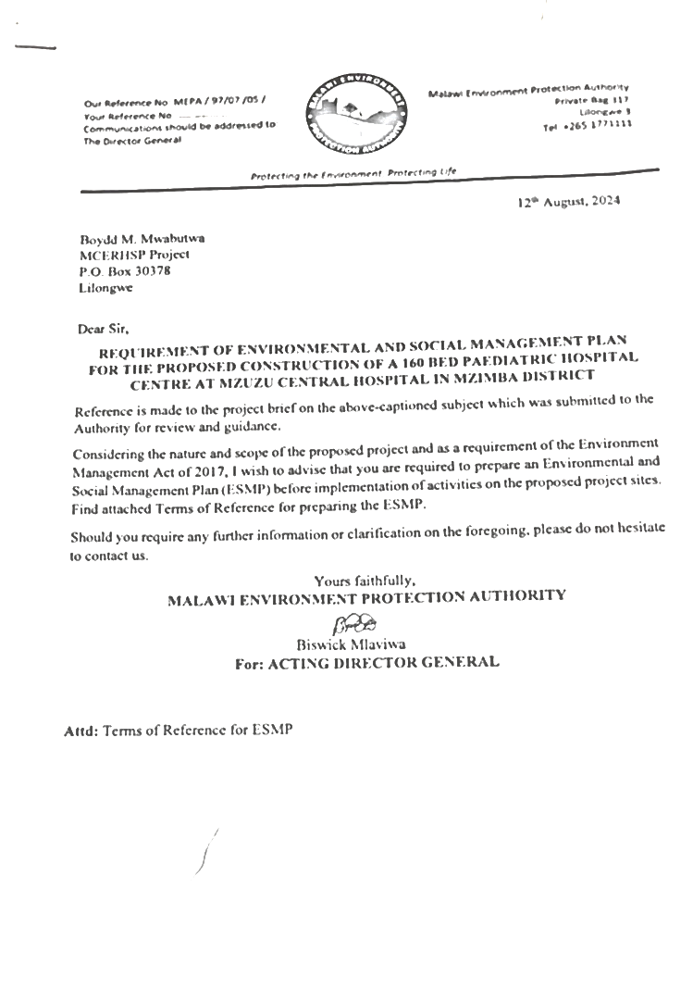 Our Reference No. MEPA / 97/07 /05 /
Your Reference No
Communications should be addressed to
The Director General
MALAWI ENVIRONMENT
PROTECTION AUTHORITY
Malawi Environment Protection Authority
Private Bag 317
Lilongwe 3
Tel +265 1771111
Protecting the Environment, Protecting Life
12th August, 2024
Boydd M. Mwabutwa
MCERHSP Project
P.O. Box 30378
Lilongwe
Dear Sir,
REQUIREMENT OF ENVIRONMENTAL AND SOCIAL MANAGEMENT PLAN
FOR THE PROPOSED CONSTRUCTION OF A 160 BED PAEDIATRIC HOSPITAL
CENTRE AT MZUZU CENTRAL HOSPITAL IN MZIMBA DISTRICT
Reference is made to the project brief on the above-captioned subject which was submitted to the
Authority for review and guidance.
Considering the nature and scope of the proposed project and as a requirement of the Environment
Management Act of 2017, I wish to advise that you are required to prepare an Environmental and
Social Management Plan (ESMP) before implementation of activities on the proposed project sites.
Find attached Terms of Reference for preparing the ESMP.
Should you require any further information or clarification on the foregoing, please do not hesitate
to contact us.
Yours faithfully,
MALAWI ENVIRONMENT PROTECTION AUTHORITY
Biswick Mlaviwa
For: ACTING DIRECTOR GENERAL
Attd: Terms of Reference for ESMP